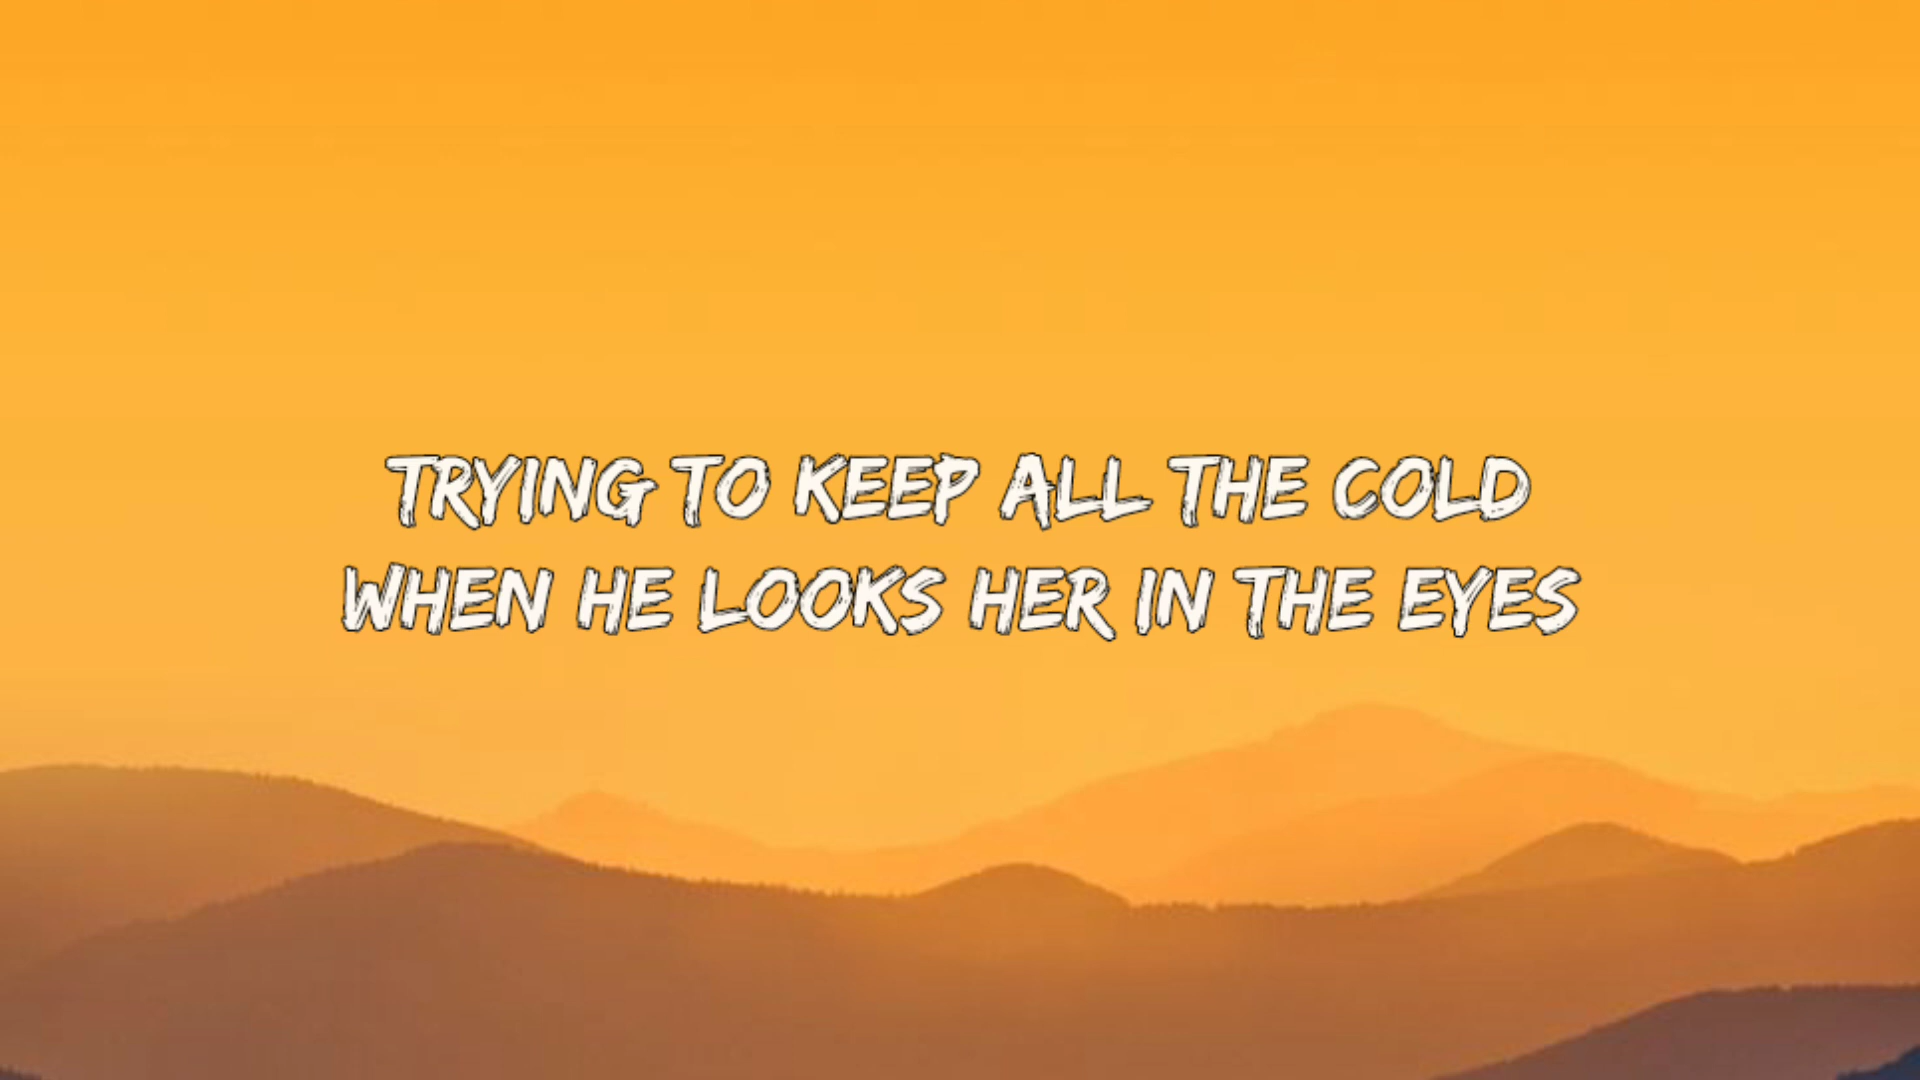 TRYING TO KEEP ALL THE COLD
WHEN HE LOOKS HER IN THE EYES